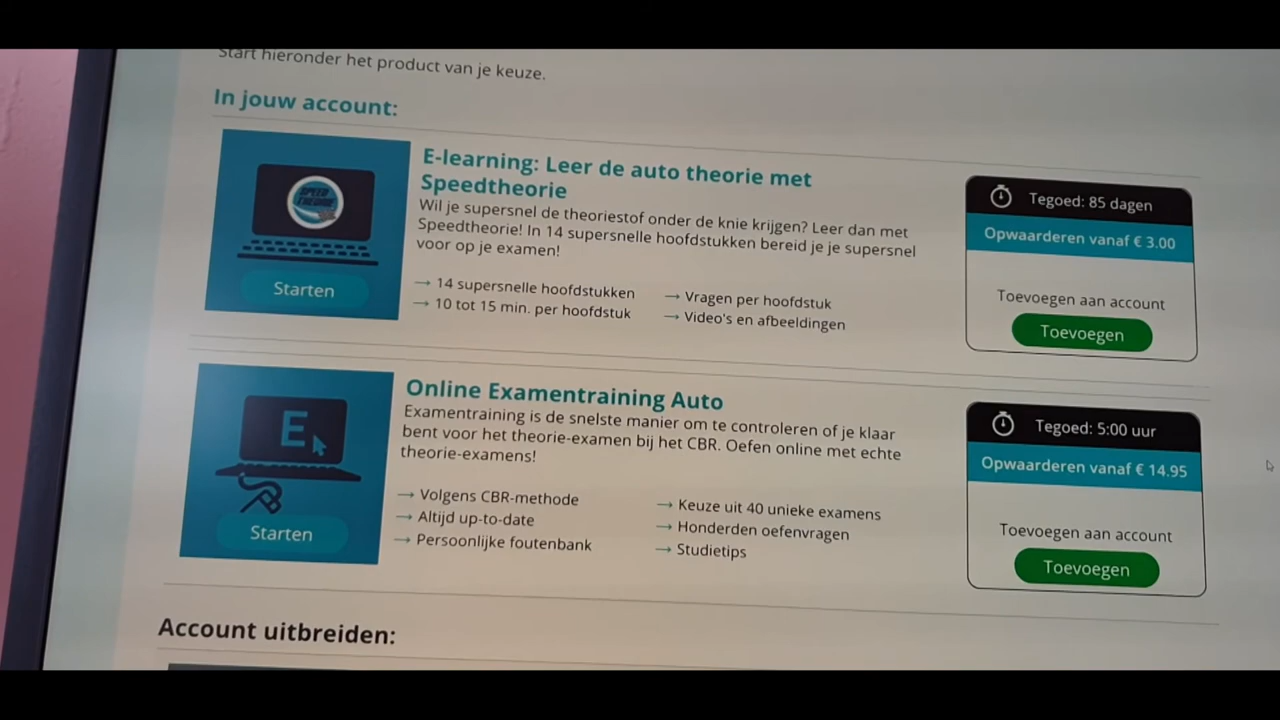 Start hieronder het product van je keuze.
In jouw account:
E-learning: Leer de auto theorie met
Speedtheorie
Wil je supersnel de theoriestof onder de knie krijgen? Leer dan met
Speedtheorie! In 14 supersnelle hoofdstukken bereid je je supersnel
voor op je examen!
→ 14 supersnelle hoofdstukken
→ 10 tot 15 min. per hoofdstuk
→ Vragen per hoofdstuk
→ Video's en afbeeldingen
SPEED
THEORIE
Starten
Tegoed: 85 dagen
Opwaarderen vanaf € 3.00
Toevoegen aan account
Toevoegen
Online Examentraining Auto
Examentraining is de snelste manier om te controleren of je klaar
bent voor het theorie-examen bij het CBR. Oefen online met echte
theorie-examens!
→ Volgens CBR-methode
→ Altijd up-to-date
→ Persoonlijke foutenbank
→ Keuze uit 40 unieke examens
→ Honderden oefenvragen
→ Studietips
E
Starten
Tegoed: 5:00 uur
Opwaarderen vanaf € 14.95
Toevoegen aan account
Toevoegen
Account uitbreiden: